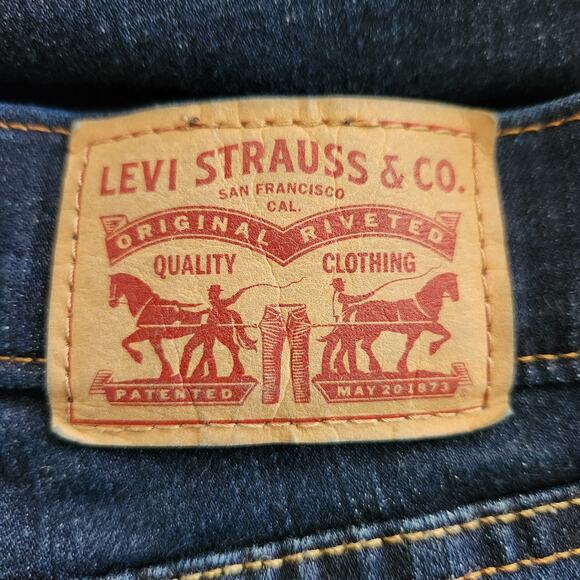 LEVI STRAUSS & CO.
SAN FRANCISCO
CAL.
ORIGINAL RIVETED
QUALITY CLOTHING
PATENTED MAY 20 1873